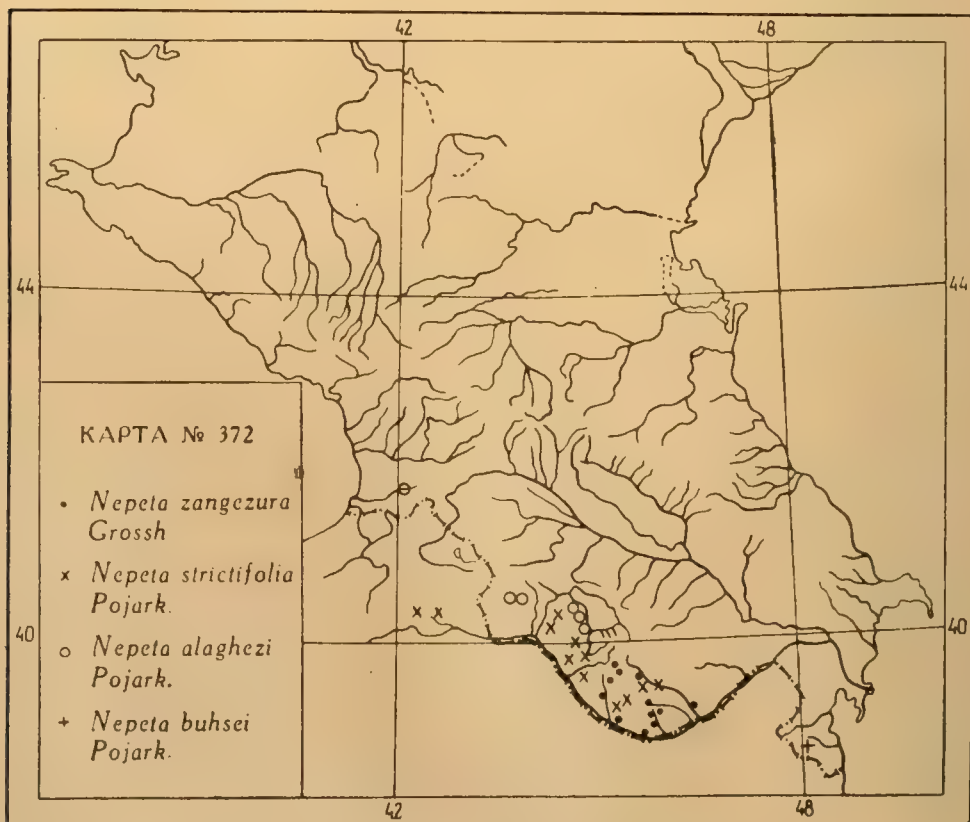 42 48
44 44
КАРТА № 372
• Nepeta zangezura
Grossh
x Nepeta strictifolia
Pojark.
40 40
o Nepeta alaghezi
Pojark.
+ Nepeta buhsei
Pojark.
42 48